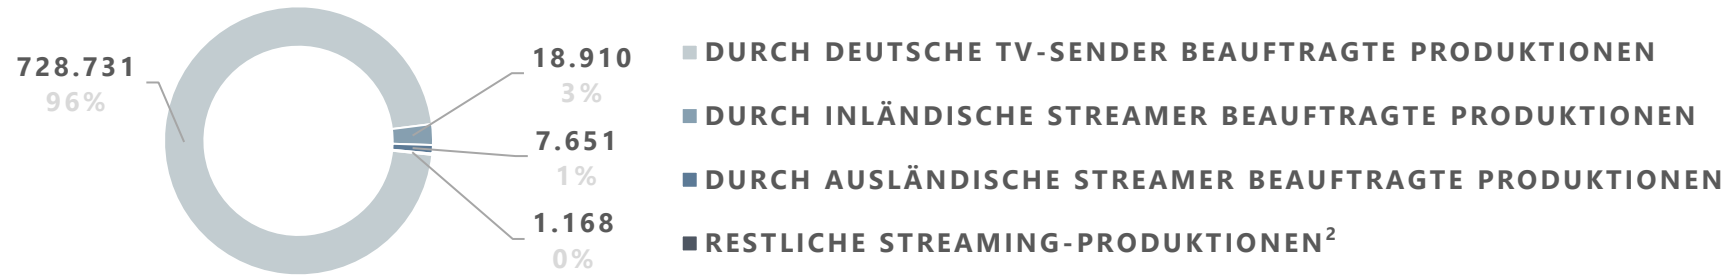 728.731
96%
18.910
3%
7.651
1%
1.168
0%
DURCH DEUTSCHE TV-SENDER BEAUFTRAGTE PRODUKTIONEN
DURCH INLÄNDISCHE STREAMER BEAUFTRAGTE PRODUKTIONEN
DURCH AUSLÄNDISCHE STREAMER BEAUFTRAGTE PRODUKTIONEN
RESTLICHE STREAMING-PRODUKTIONEN²